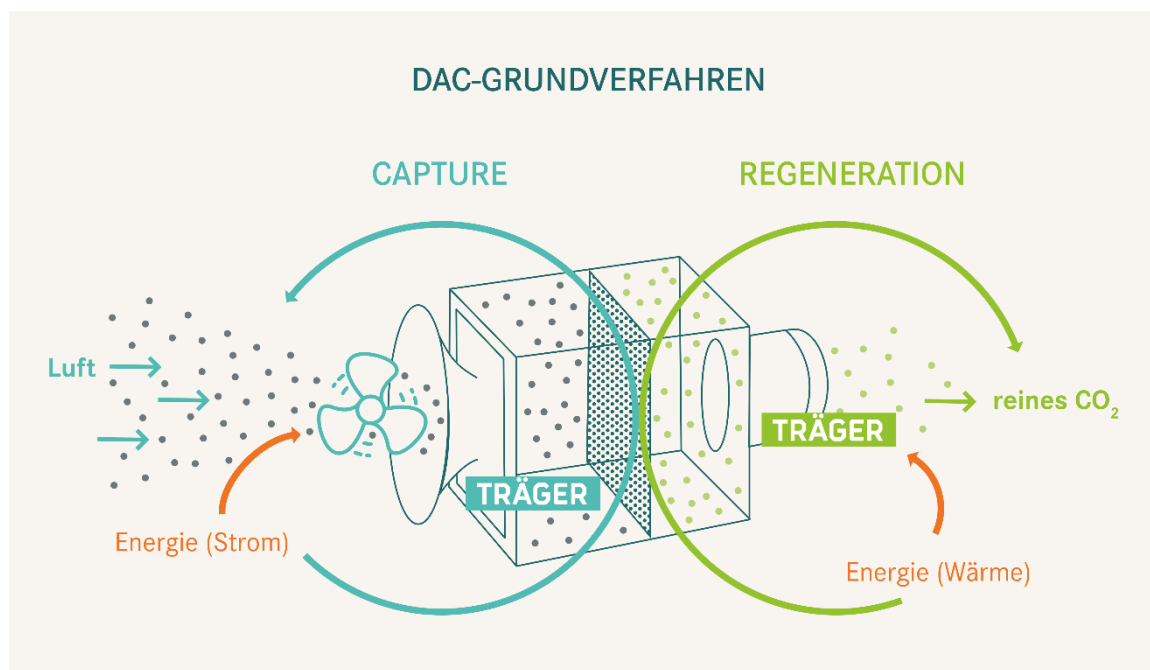 DAC-GRUNDVERFAHREN
CAPTURE
REGENERATION
Luft
reines CO₂
TRÄGER
TRÄGER
Energie (Strom)
Energie (Wärme)